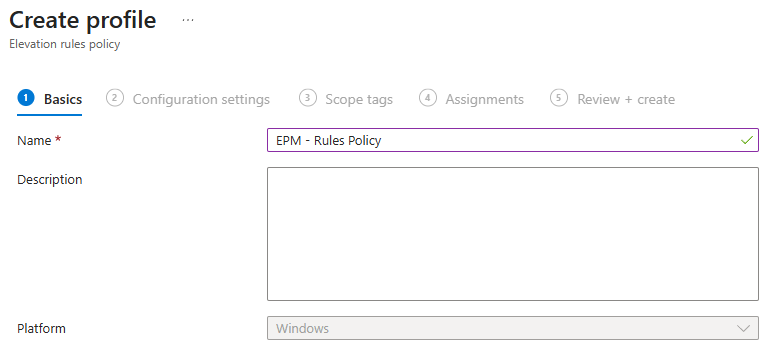 Create profile ...
Elevation rules policy
1 Basics 2 Configuration settings 3 Scope tags 4 Assignments 5 Review + create
Name * EPM - Rules Policy
Description
Platform Windows